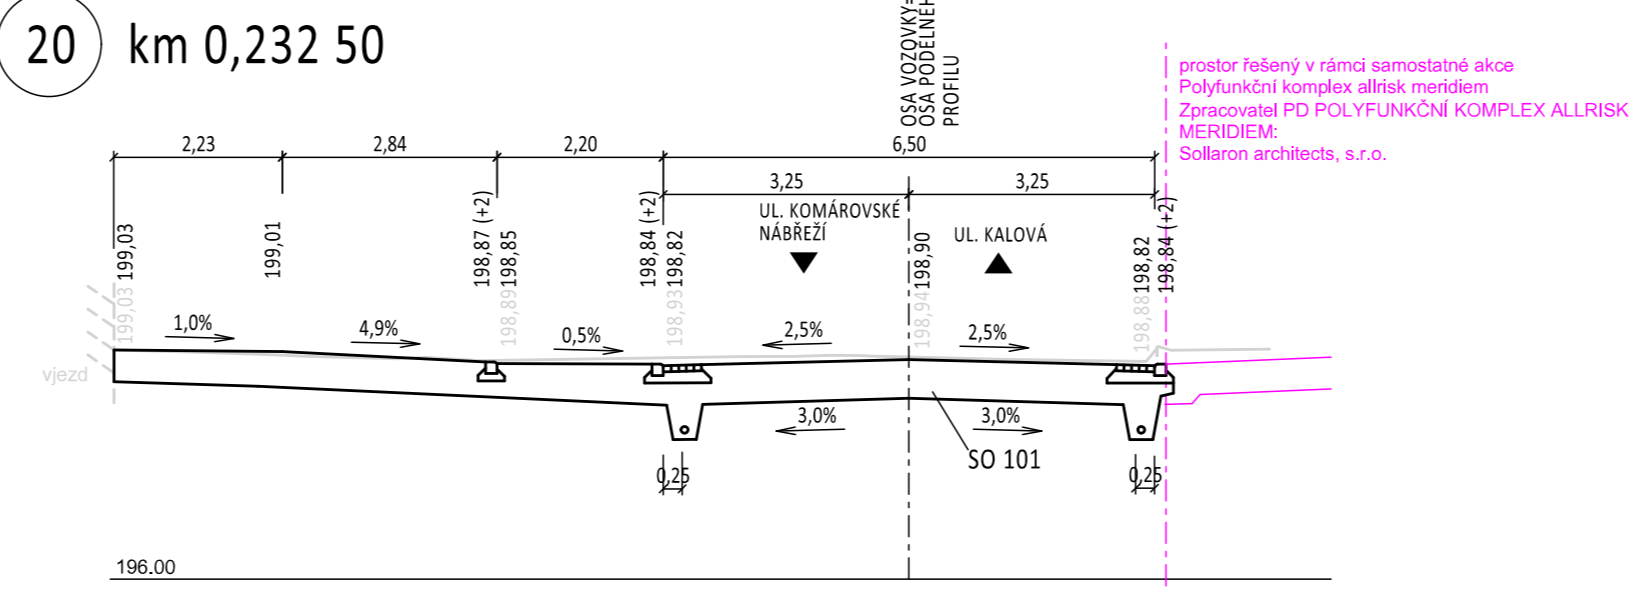 20
km 0,232 50
OSA VOZOVKY=
OSA PODÉLNÉH
PROFILU
prostor řešený v rámci samostatné akce
Polyfunkční komplex allrisk meridiem
Zpracovatel PD POLYFUNKČNÍ KOMPLEX ALLRISK
MERIDIEM:
Sollaron architects, s.r.o.
2,23
2,84
2,20
6,50
3,25
3,25
UL. KOMÁROVSKÉ
NÁBŘEŽÍ
UL. KALOVÁ
199,03
199,03
199,01
198,87 (+2)
198,85
198,89
198,84 (+2)
198,82
198,93
198,90
198,94
198,82
198,88
198,84 (+2)
1,0%
4,9%
0,5%
2,5%
2,5%
vjezd
3,0%
3,0%
SO 101
0,25
0,25
196.00